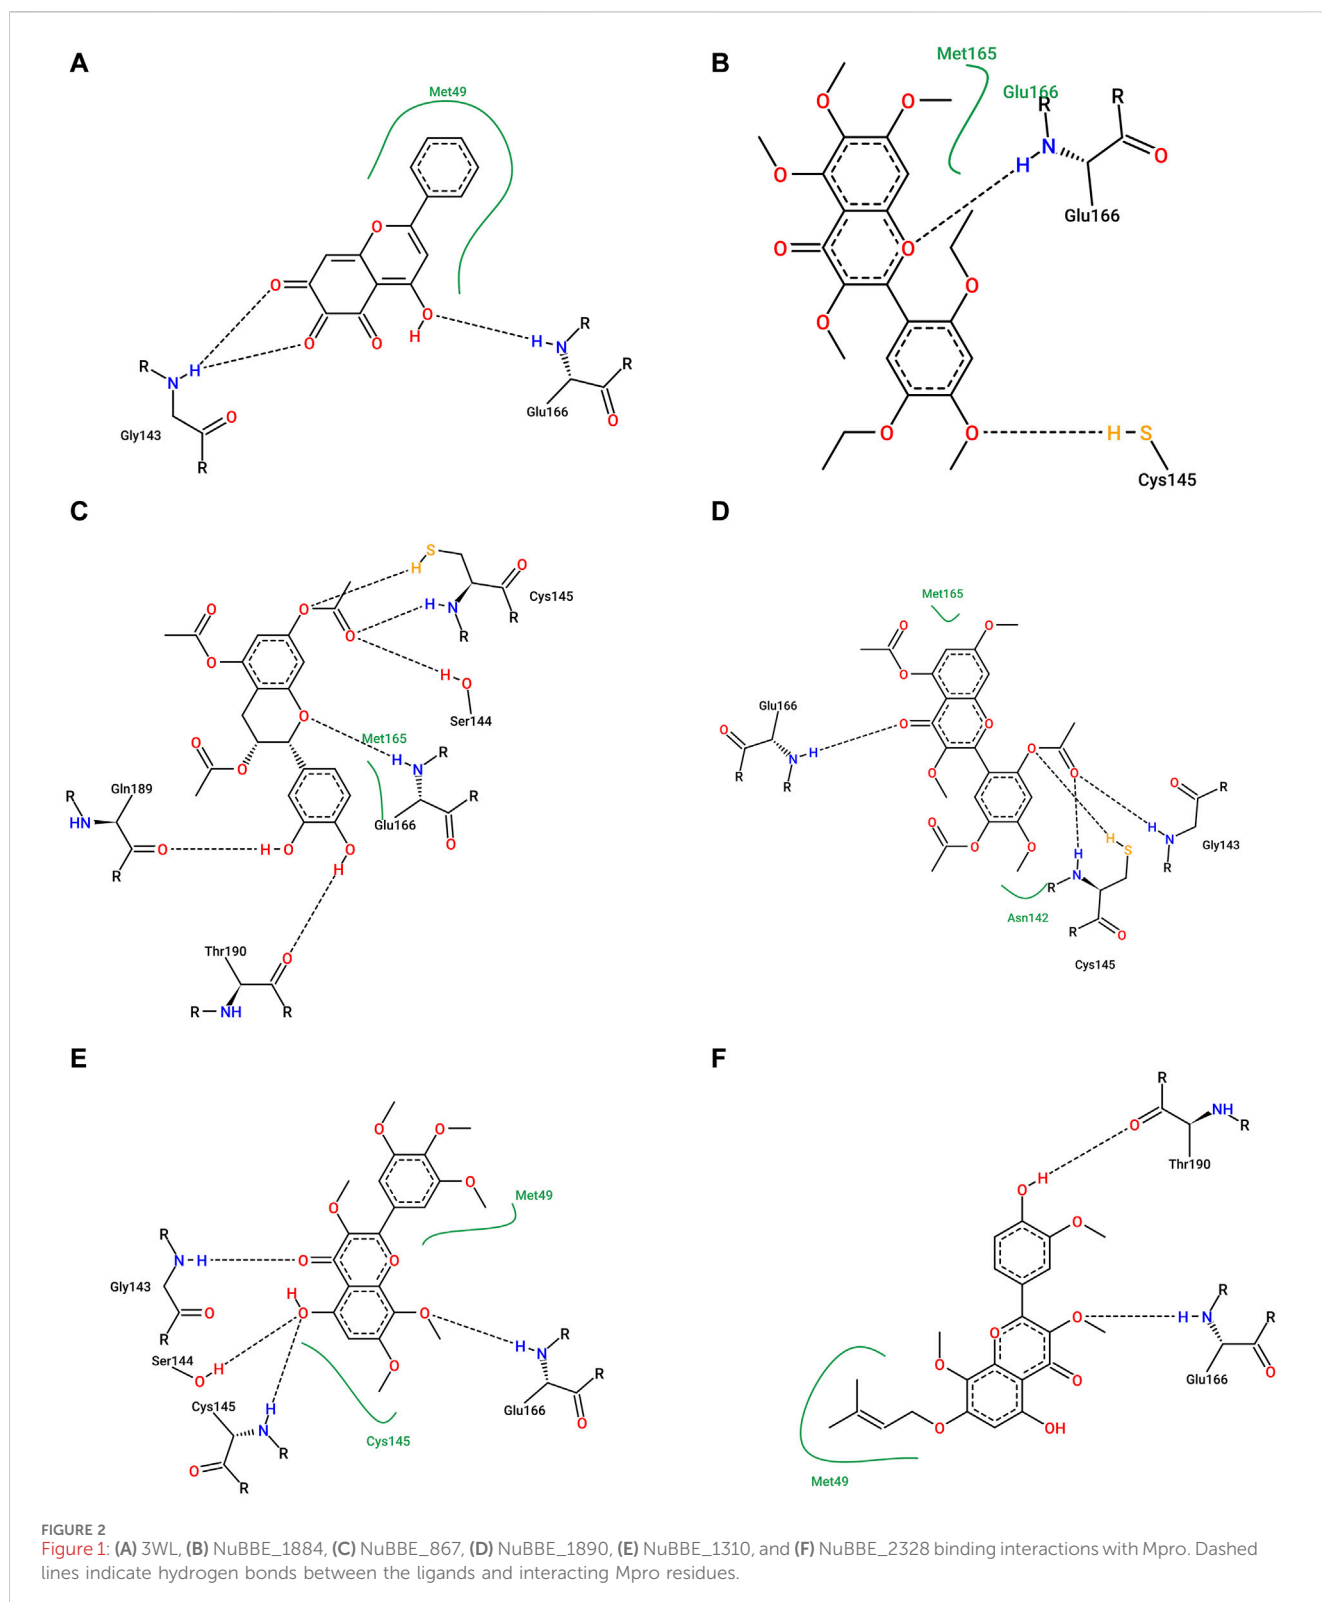 A
Met49
O
O
O
O
O
H
H
N
R
R
O
Glu166
R
N
H
O
R
Gly143
B
Met165
Glu166
R
R
N
H
O
Glu166
O
O
O
O
O
O
O
O
O
H
S
Cys145
C
S
H
O
Cys145
H
N
R
R
O
O
O
O
O
H
O
Ser144
O
Met165
H
N
R
R
O
Glu166
O
O
Gln189
R
HN
O
R
H
O
O
H
Thr190
O
R
NH
R
D
Met165
O
O
O
Glu166
O
R
N
H
R
O
O
O
O
O
O
O
O
H
N
R
R
O
Gly143
H
S
H
N
R
R
O
Asn142
Cys145
E
O
O
O
O
Met49
R
N
H
O
R
Gly143
O
O
H
O
O
O
Ser144
O
H
Cys145
H
N
R
O
R
Cys145
H
N
R
R
O
Glu166
F
R
O
NH
R
Thr190
H
O
O
O
O
H
N
R
R
O
Glu166
O
O
O
OH
Met49
FIGURE 2
Figure 1: (A) 3WL, (B) NuBBE_1884, (C) NuBBE_867, (D) NuBBE_1890, (E) NuBBE_1310, and (F) NuBBE_2328 binding interactions with Mpro. Dashed
lines indicate hydrogen bonds between the ligands and interacting Mpro residues.